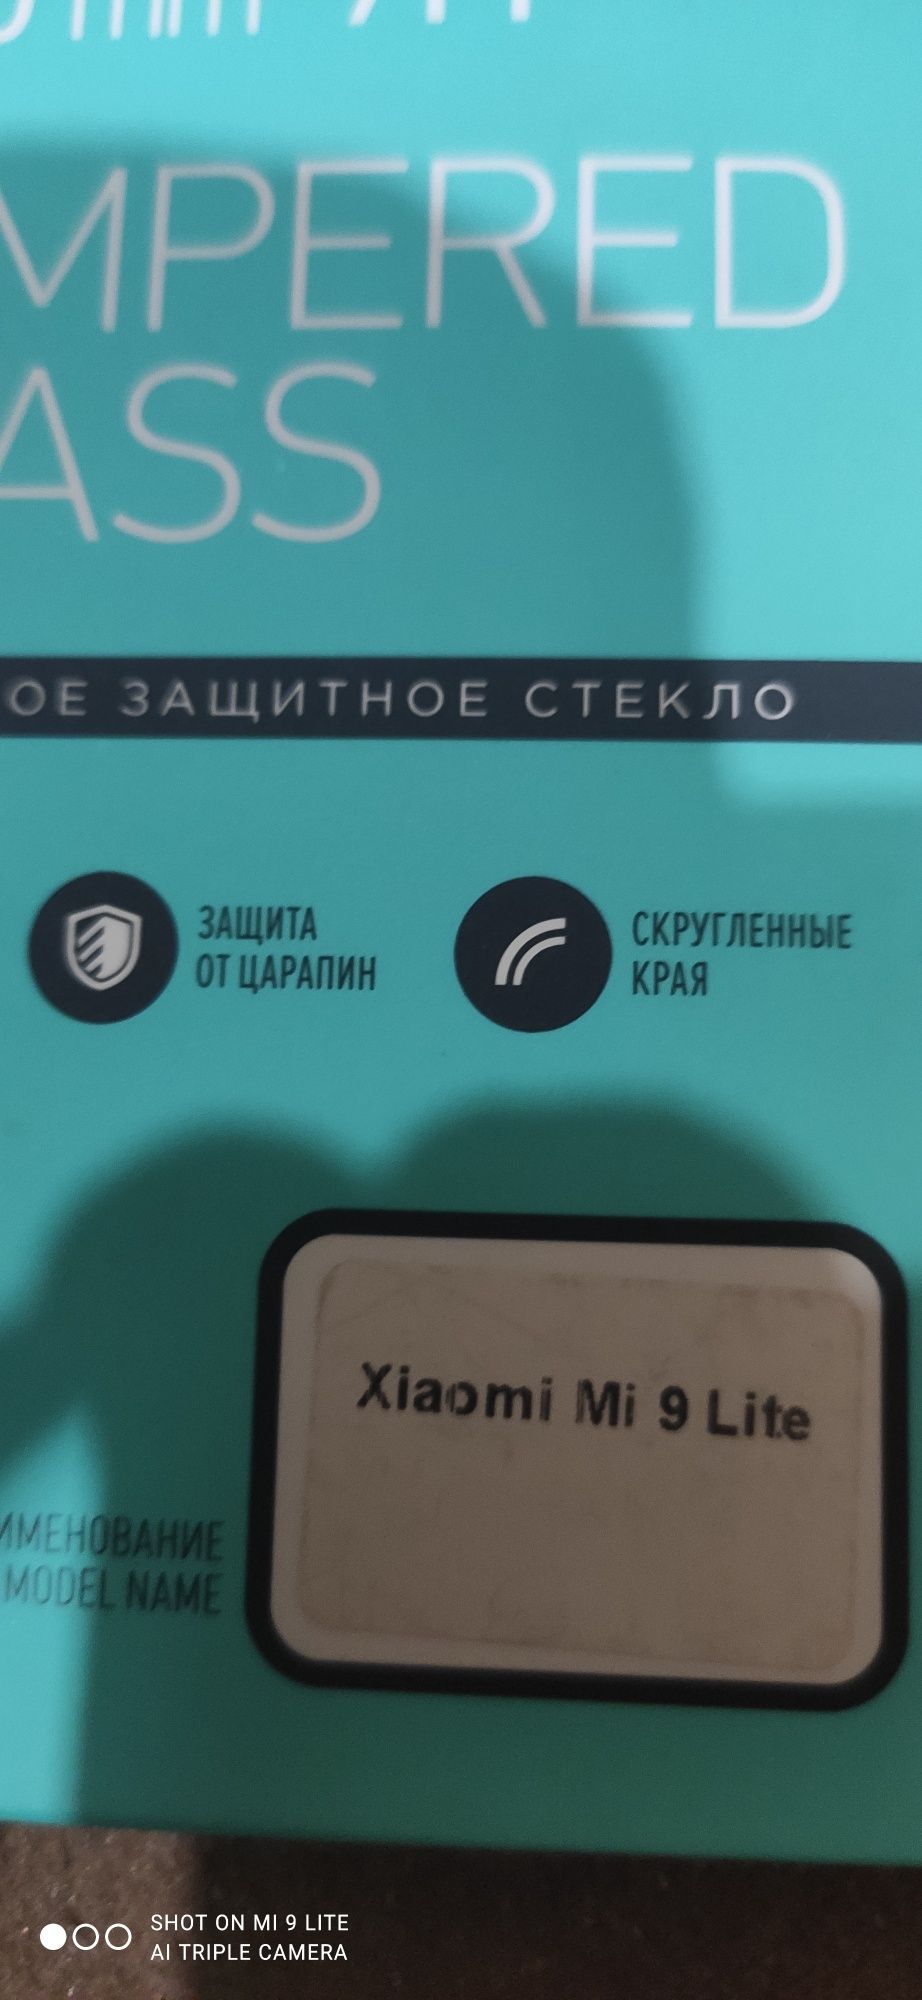 MPERED
ASS
ОЕ ЗАЩИТНОЕ СТЕКЛО
ЗАЩИТА
ОТ ЦАРАПИН
СКРУГЛЕННЫЕ
КРАЯ
Xiaomi Mi 9 Lite
ИМЕНОВАНИЕ
MODEL NAME
SHOT ON MI 9 LITE
AI TRIPLE CAMERA